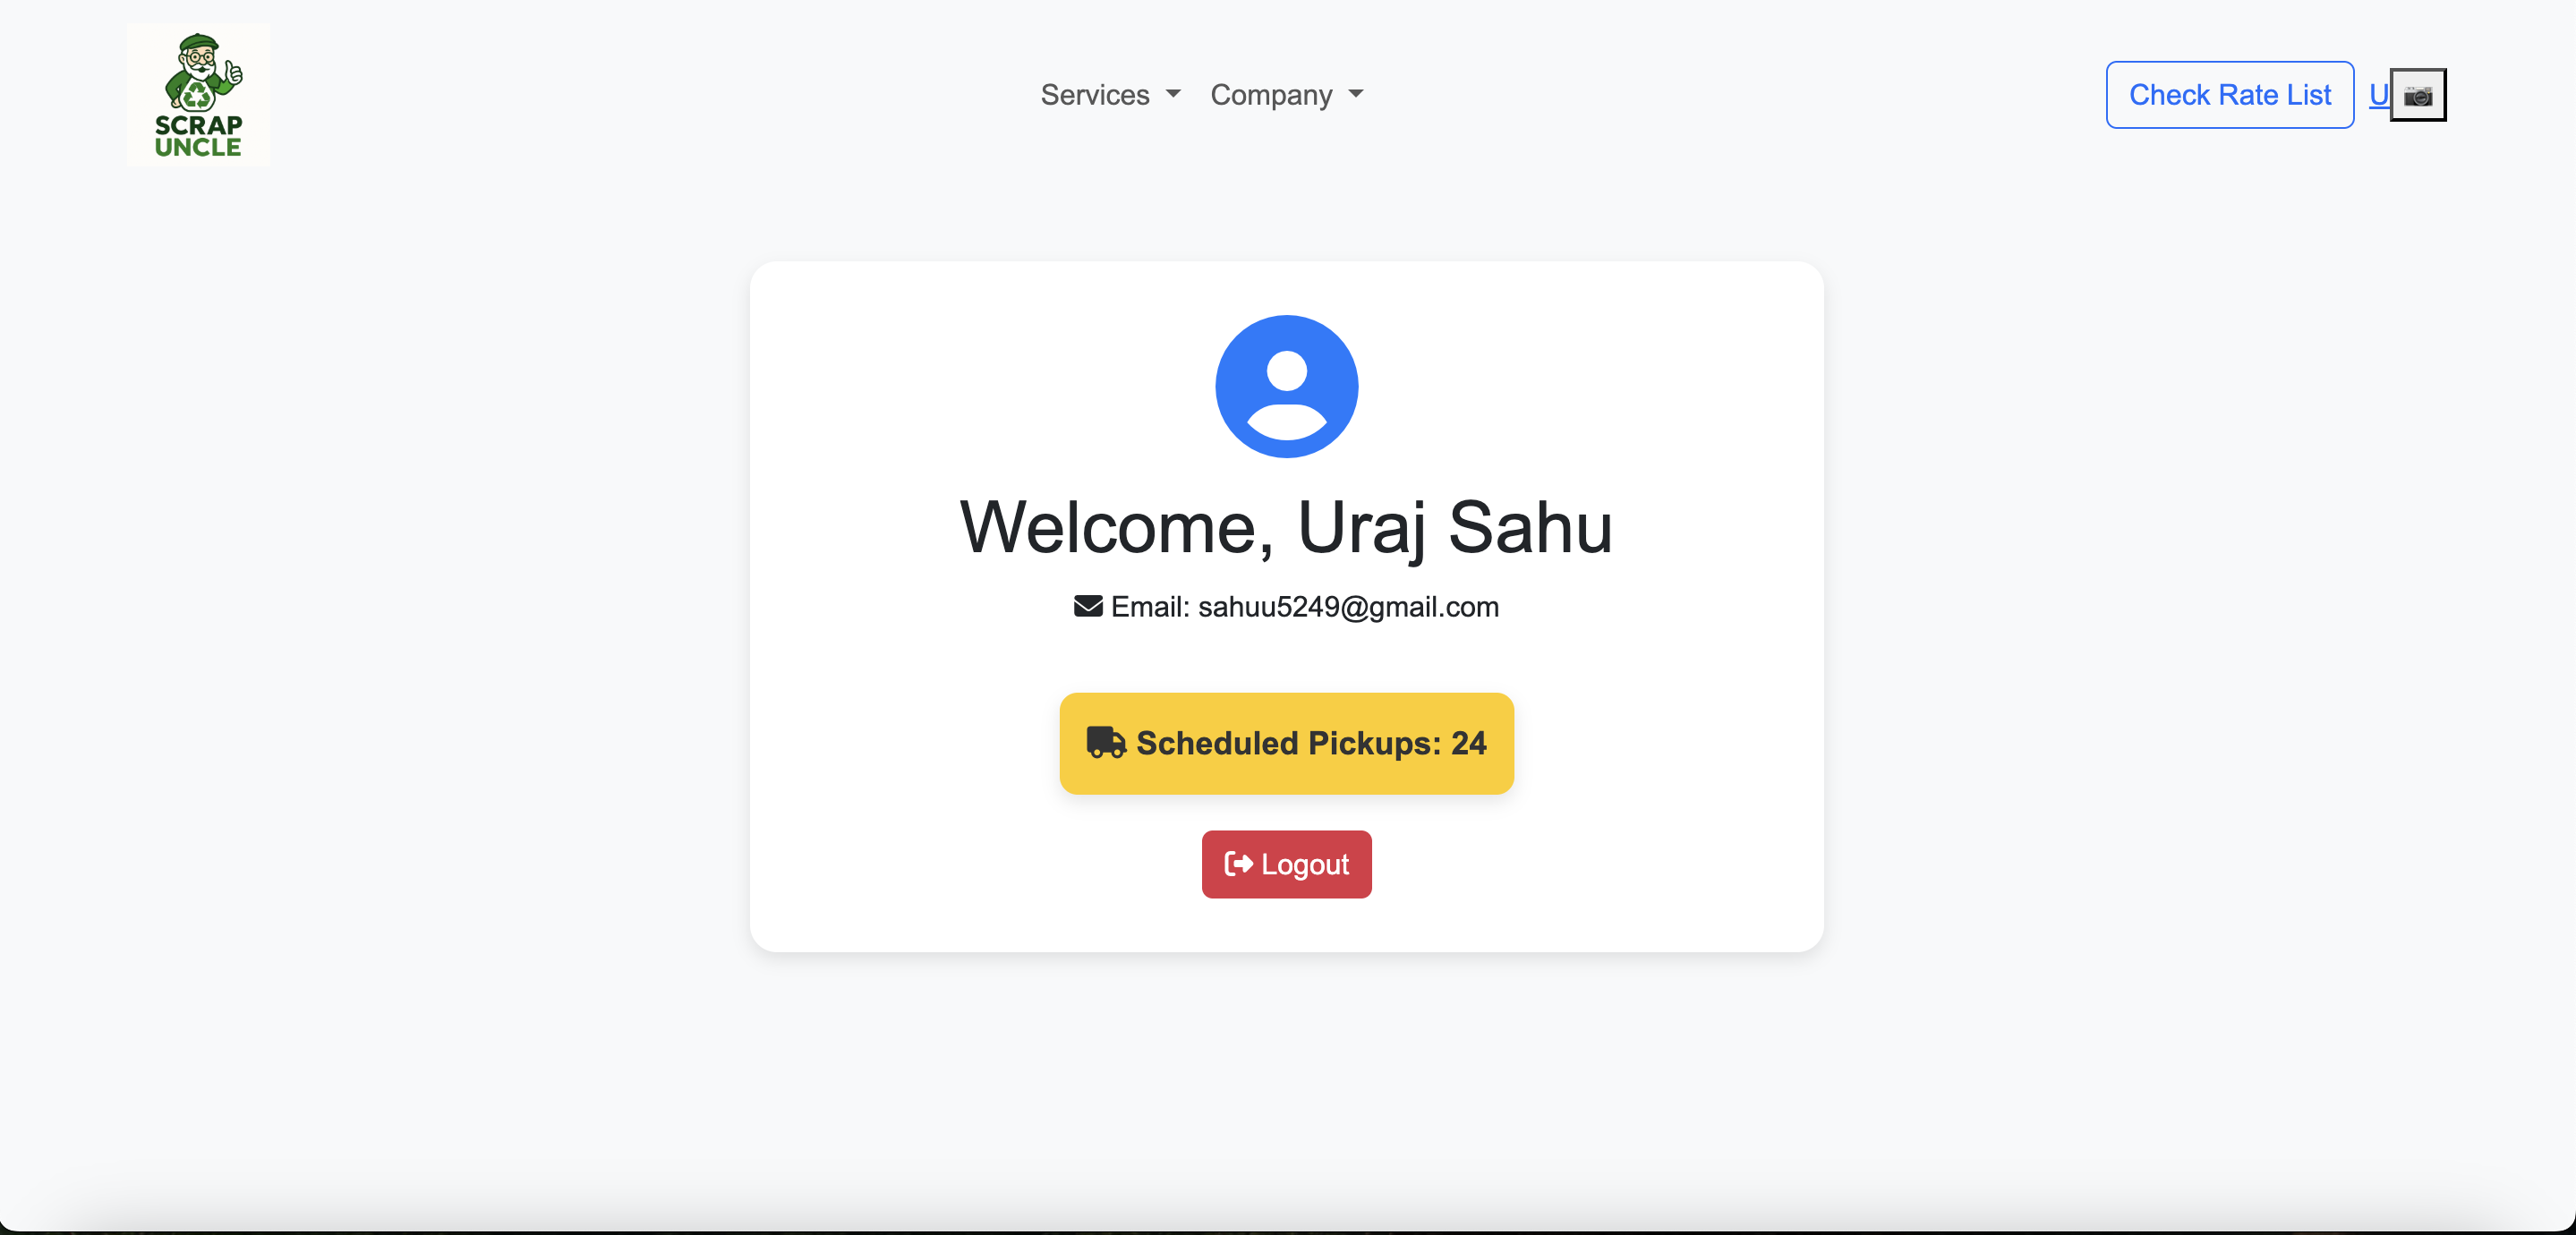 SCRAP
UNCLE
Services
Company
Check Rate List
U
Welcome, Uraj Sahu
Email: sahuu5249@gmail.com
Scheduled Pickups: 24
Logout